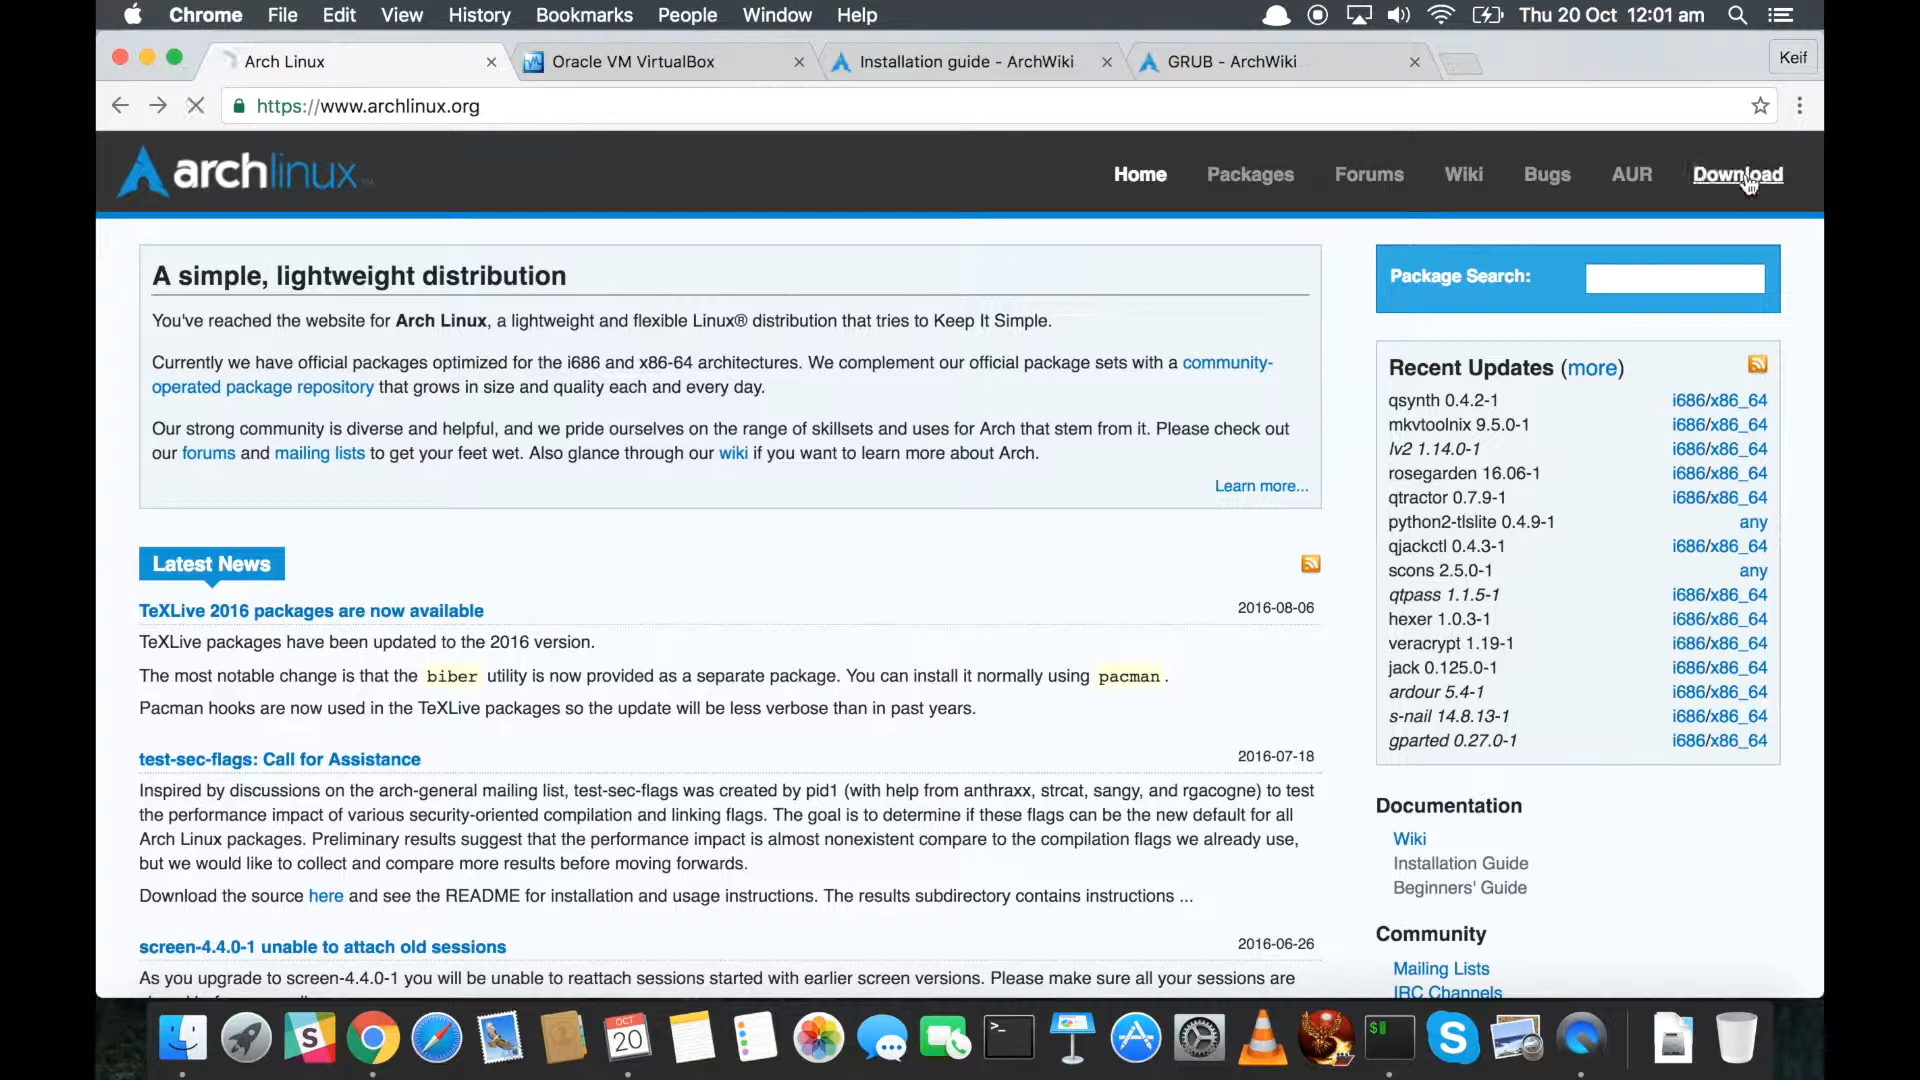 Chrome File Edit View History Bookmarks People Window Help Thu 20 Oct 12:01 am
Arch Linux Oracle VM VirtualBox Installation guide - ArchWiki GRUB - ArchWiki Keif
https://www.archlinux.org
archlinux Home Packages Forums Wiki Bugs AUR Download
A simple, lightweight distribution
You've reached the website for Arch Linux, a lightweight and flexible Linux® distribution that tries to Keep It Simple.
Currently we have official packages optimized for the i686 and x86-64 architectures. We complement our official package sets with a community-
operated package repository that grows in size and quality each and every day.
Our strong community is diverse and helpful, and we pride ourselves on the range of skillsets and uses for Arch that stem from it. Please check out
our forums and mailing lists to get your feet wet. Also glance through our wiki if you want to learn more about Arch.
Learn more...
Latest News
TeXLive 2016 packages are now available 2016-08-06
TeXLive packages have been updated to the 2016 version.
The most notable change is that the biber utility is now provided as a separate package. You can install it normally using pacman.
Pacman hooks are now used in the TeXLive packages so the update will be less verbose than in past years.
test-sec-flags: Call for Assistance 2016-07-18
Inspired by discussions on the arch-general mailing list, test-sec-flags was created by pid1 (with help from anthraxx, strcat, sangy, and rgacogne) to test
the performance impact of various security-oriented compilation and linking flags. The goal is to determine if these flags can be the new default for all
Arch Linux packages. Preliminary results suggest that the performance impact is almost nonexistent compare to the compilation flags we already use,
but we would like to collect and compare more results before moving forwards.
Download the source here and see the README for installation and usage instructions. The results subdirectory contains instructions ...
screen-4.4.0-1 unable to attach old sessions 2016-06-26
As you upgrade to screen-4.4.0-1 you will be unable to reattach sessions started with earlier screen versions. Please make sure all your sessions are
Package Search:
Recent Updates (more)
qsynth 0.4.2-1 i686/x86_64
mkvtoolnix 9.5.0-1 i686/x86_64
lv2 1.14.0-1 i686/x86_64
rosegarden 16.06-1 i686/x86_64
qtractor 0.7.9-1 i686/x86_64
python2-tlslite 0.4.9-1 any
qjackctl 0.4.3-1 i686/x86_64
scons 2.5.0-1 any
qtpass 1.1.5-1 i686/x86_64
hexer 1.0.3-1 i686/x86_64
veracrypt 1.19-1 i686/x86_64
jack 0.125.0-1 i686/x86_64
ardour 5.4-1 i686/x86_64
s-nail 14.8.13-1 i686/x86_64
gparted 0.27.0-1 i686/x86_64
Documentation
Wiki
Installation Guide
Beginners' Guide
Community
Mailing Lists
IRC Channels
OCT
20